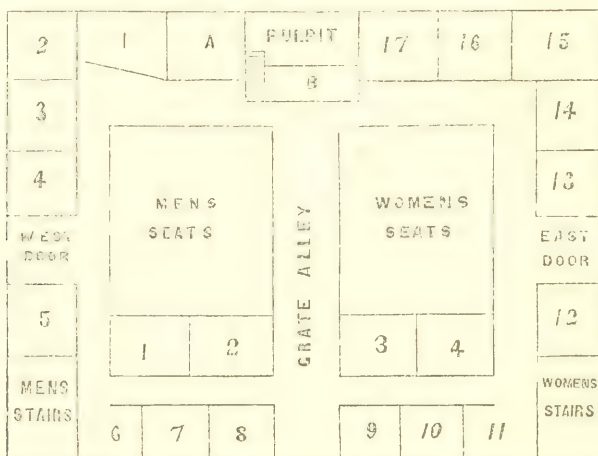 2 1 A PULPIT 17 16 15
B
3 14
4 13
MENS WOMENS
SEATS SEATS
WEST EAST
DOOR DOOR
GRATE ALLEY
5 12
1 2 3 4
MENS WOMENS
STAIRS STAIRS
6 7 8 9 10 11